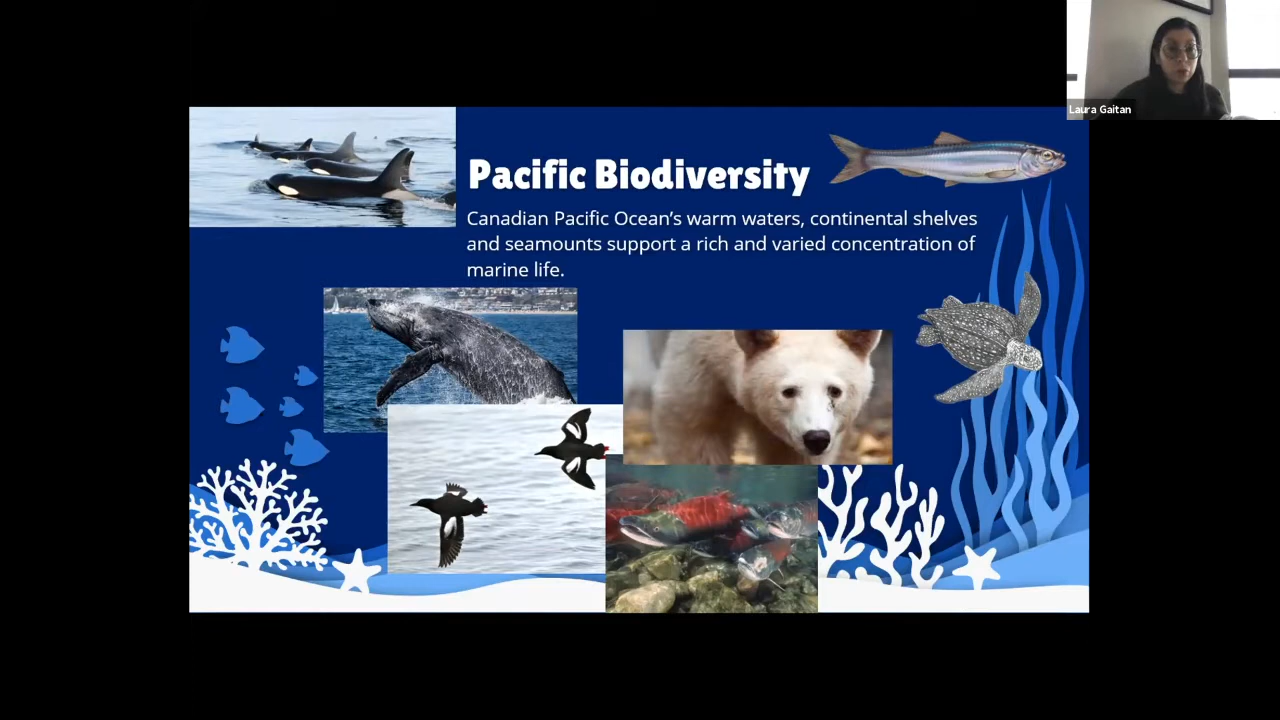 Laura Gaitan
Pacific Biodiversity
Canadian Pacific Ocean’s warm waters, continental shelves
and seamounts support a rich and varied concentration of
marine life.